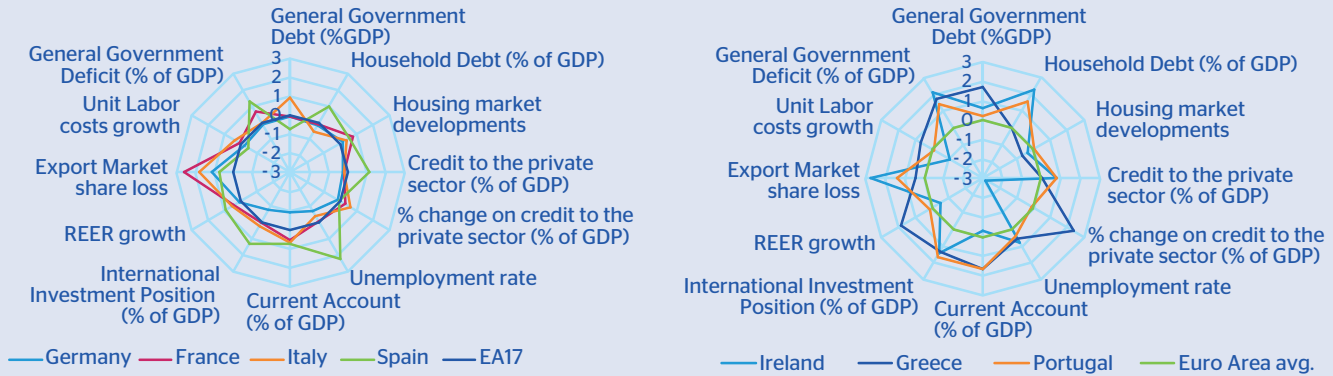 General Government
Debt (%GDP)
Household Debt (% of GDP)
Housing market
developments
Credit to the private
sector (% of GDP)
% change on credit to the
private sector (% of GDP)
Unemployment rate
Current Account
(% of GDP)
International
Investment Position
(% of GDP)
REER growth
Export Market
share loss
Unit Labor
costs growth
General Government
Deficit (% of GDP)
3
2
1
0
-1
-2
-3
Germany France Italy Spain EA17
General Government
Debt (%GDP)
Household Debt (% of GDP)
Housing market
developments
Credit to the private
sector (% of GDP)
% change on credit to the
private sector (% of GDP)
Unemployment rate
Current Account
(% of GDP)
International Investment
Position (% of GDP)
REER growth
Export Market
share loss
Unit Labor
costs growth
General Government
Deficit (% of GDP)
3
2
1
0
-1
-2
-3
Ireland Greece Portugal Euro Area avg.